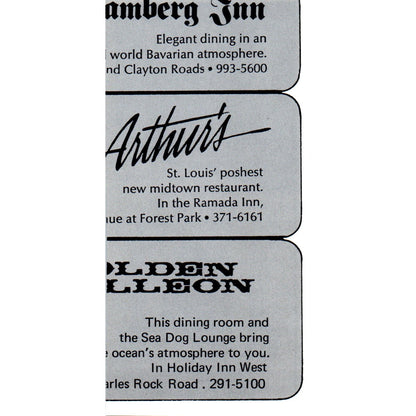 amberg Inn
Elegant dining in an
world Bavarian atmosphere.
nd Clayton Roads • 993-5600
Arthur's
St. Louis' poshest
new midtown restaurant.
In the Ramada Inn,
ue at Forest Park • 371-6161
OLDEN
LLEON
This dining room and
the Sea Dog Lounge bring
ocean's atmosphere to you.
In Holiday Inn West
arles Rock Road . 291-5100